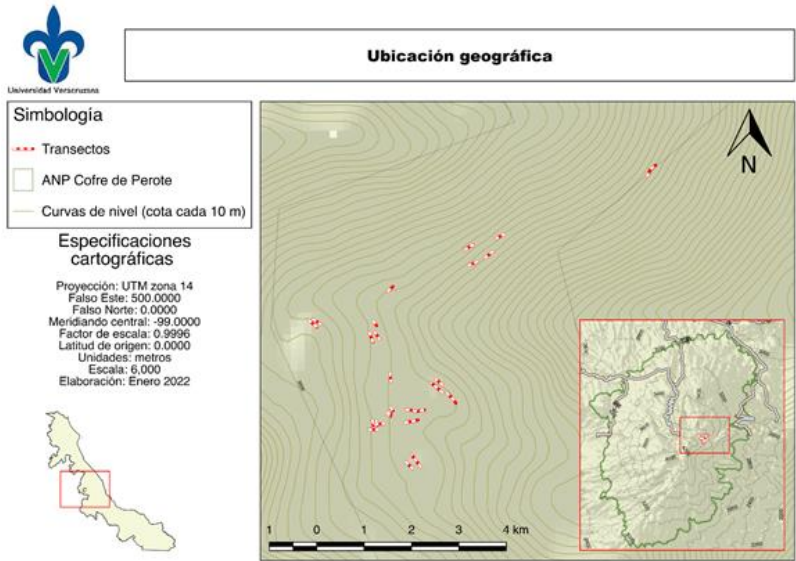 Universidad Veracruzana
Ubicación geográfica
Simbología
Transectos
ANP Cofre de Perote
Curvas de nivel (cota cada 10 m)
Especificaciones
cartográficas
Proyección: UTM zona 14
Falso Este: 500.0000
Falso Norte: 0.0000
Meridiando central: -99.0000
Factor de escala: 0.9996
Latitud de origen: 0.0000
Unidades: metros
Escala: 6,000
Elaboración: Enero 2022
N
1 0 1 2 3 4 km